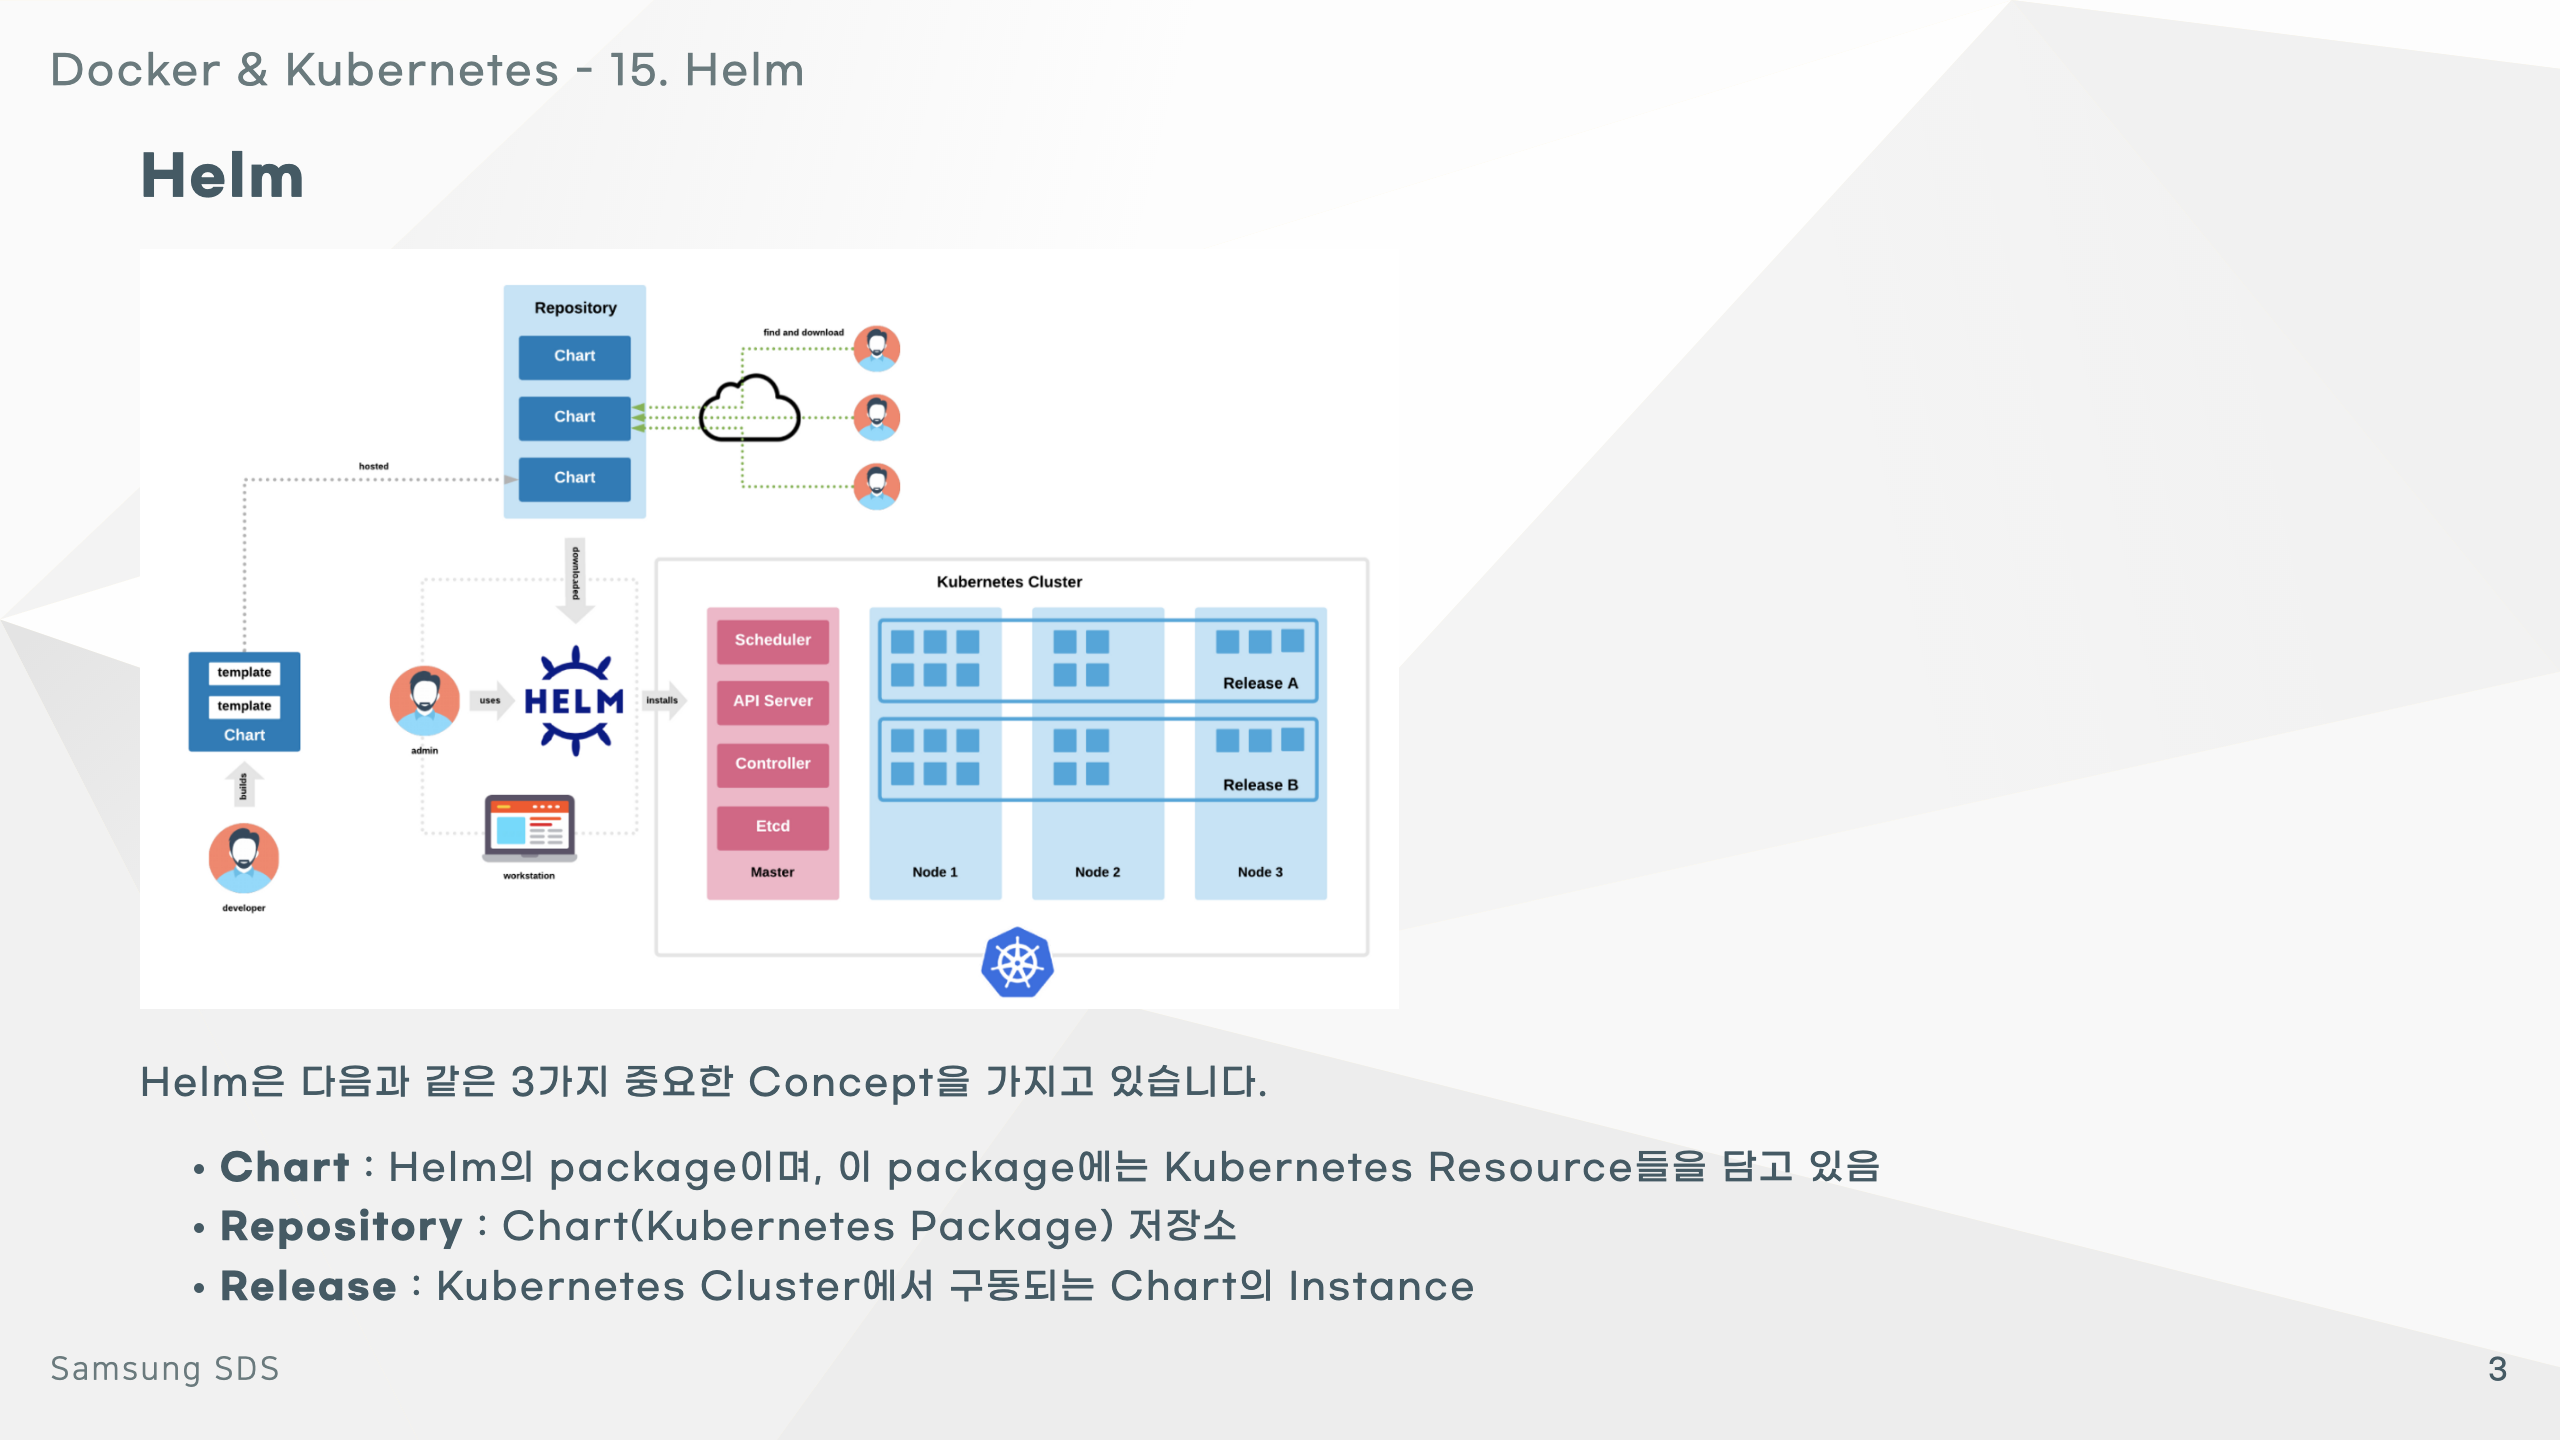 Docker & Kubernetes - 15. Helm
Helm
Repository
Chart
Chart
Chart
find and download
hosted
downloaded
template
template
Chart
builds
developer
admin
uses
HELM
installs
workstation
Kubernetes Cluster
Scheduler
API Server
Controller
Etcd
Master
Release A
Release B
Node 1
Node 2
Node 3
Helm은 다음과 같은 3가지 중요한 Concept을 가지고 있습니다.
• Chart : Helm의 package이며, 이 package에는 Kubernetes Resource들을 담고 있음
• Repository : Chart(Kubernetes Package) 저장소
• Release : Kubernetes Cluster에서 구동되는 Chart의 Instance
Samsung SDS
3